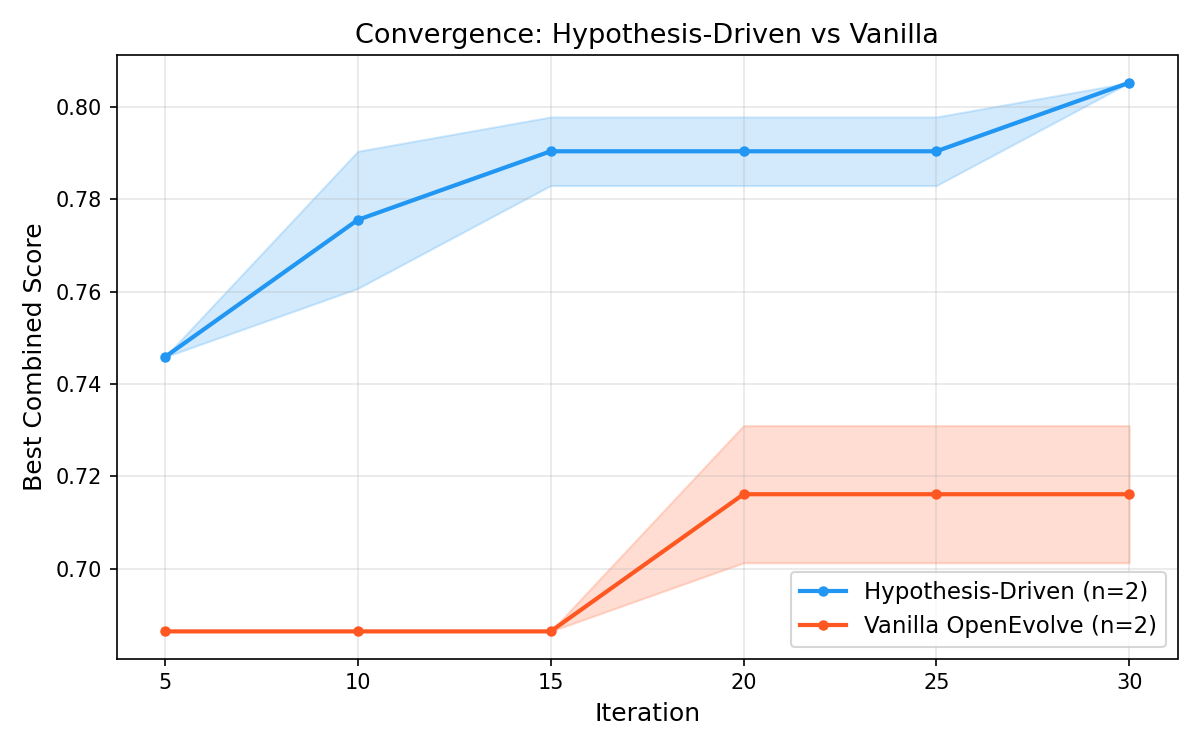 Convergence: Hypothesis-Driven vs Vanilla
Best Combined Score
0.80
0.78
0.76
0.74
0.72
0.70
Hypothesis-Driven (n=2)
Vanilla OpenEvolve (n=2)
5 10 15 20 25 30
Iteration